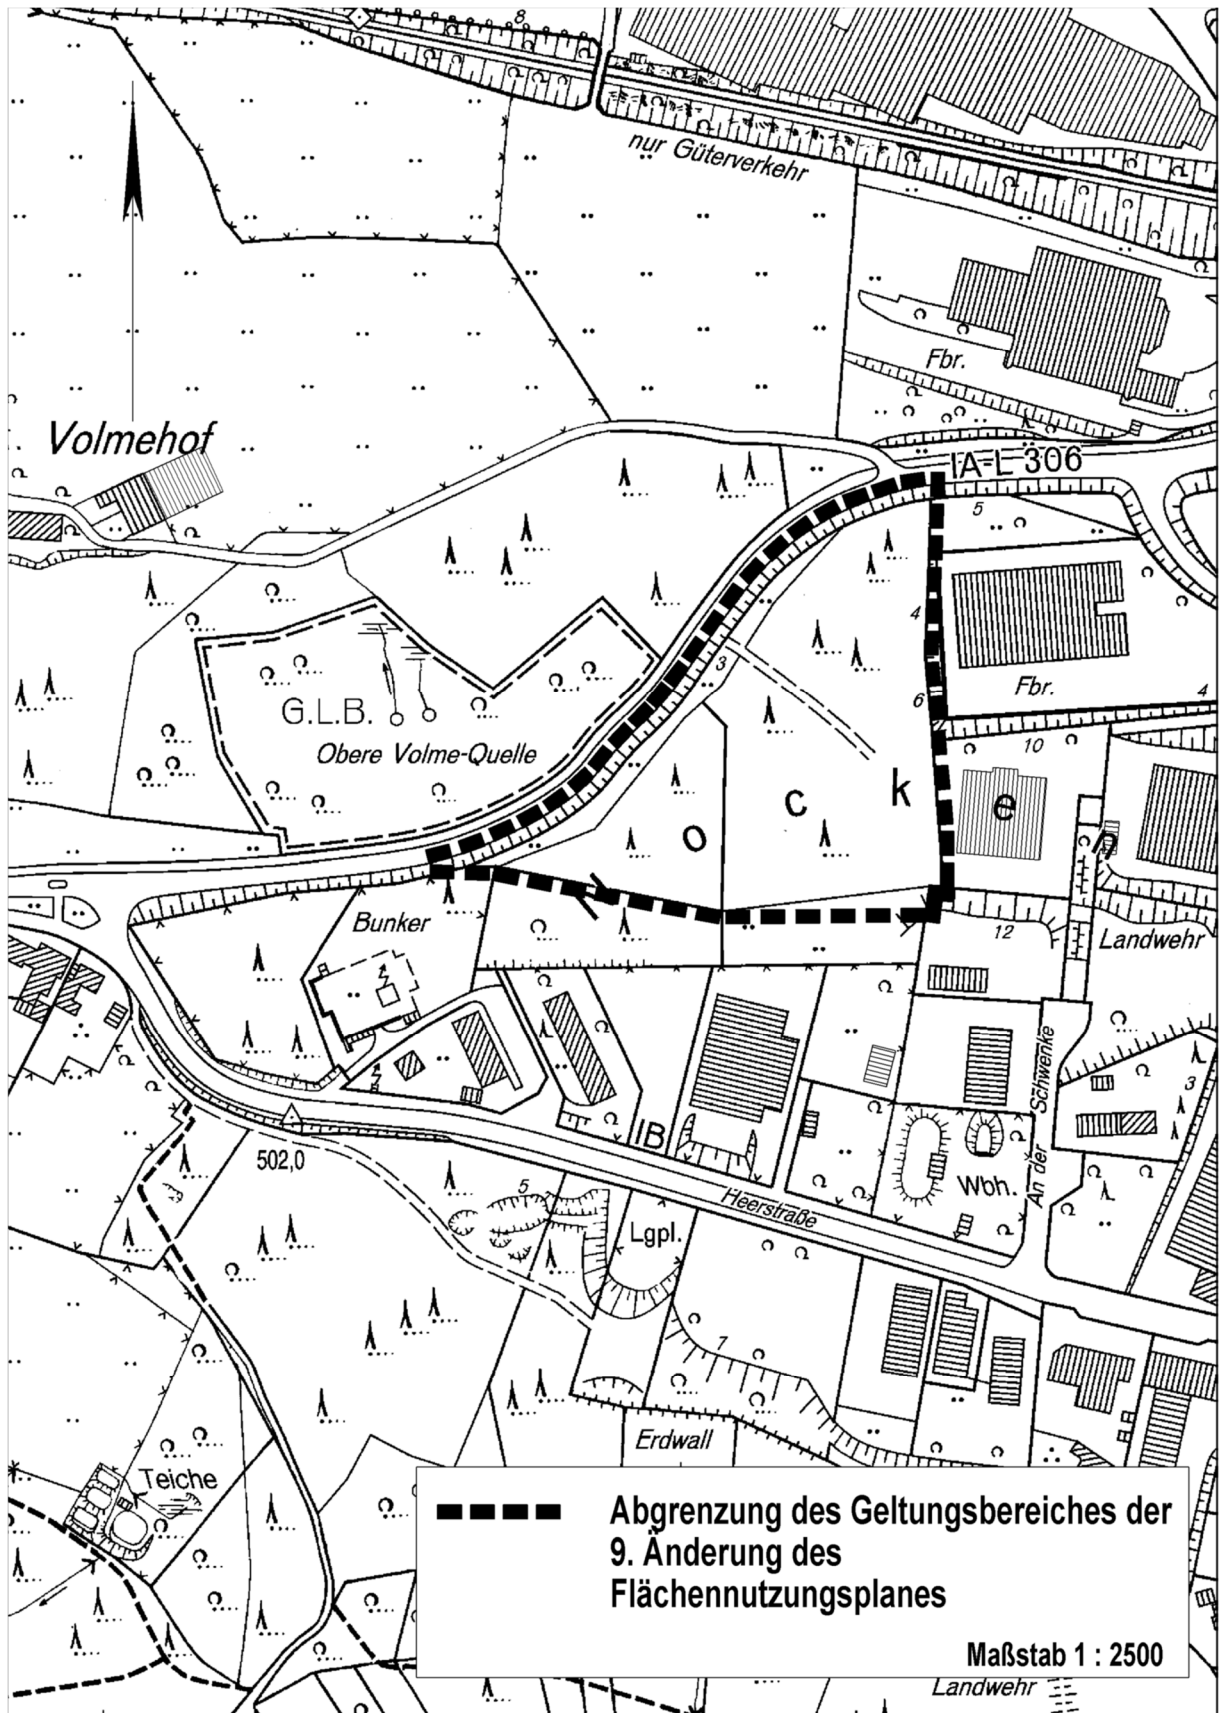 8
nur Güterverkehr
Fbr.
Volmehof
IA-L 306
5
4
3
Fbr.
6
4
G.L.B.
10
Obere Volme-Quelle
o c k e n
Bunker
12
Landwehr
An der Schwenke
3
IB
502,0
5
Wbh.
Heerstraße
Lgpl.
7
Erdwall
Teiche
Abgrenzung des Geltungsbereiches der
9. Änderung des
Flächennutzungsplanes
Maßstab 1 : 2500
Landwehr